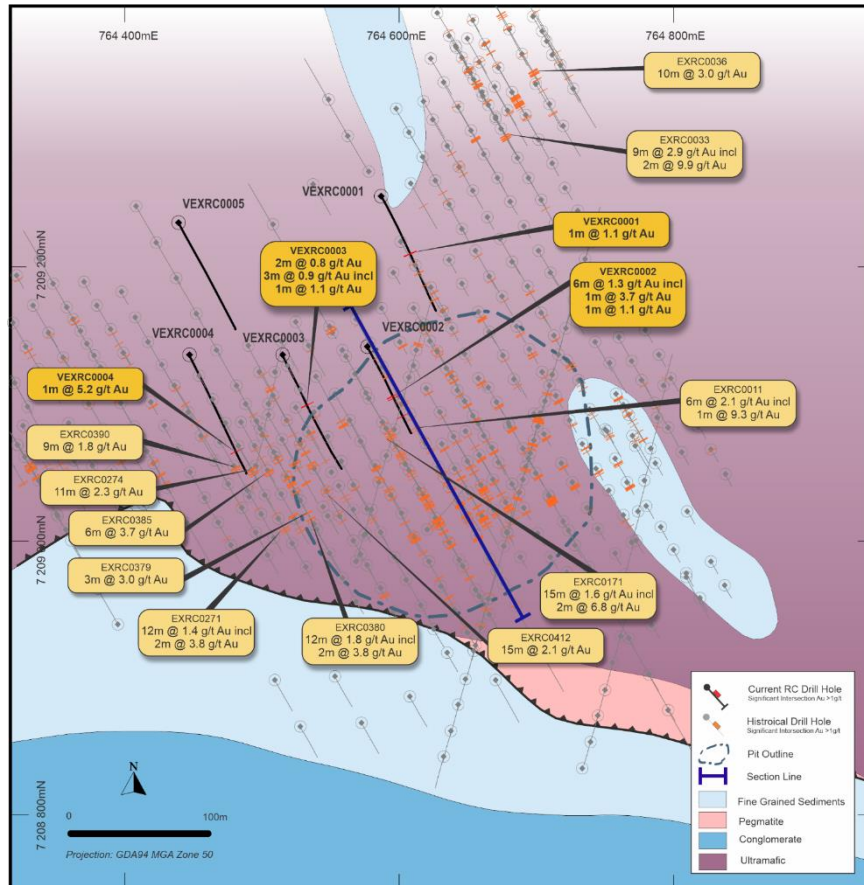 764 400mE
764 600mE
764 800mE
EXRC0036
10m @ 3.0 g/t Au
EXRC0033
9m @ 2.9 g/t Au incl
2m @ 9.9 g/t Au
VEXRC0001
VEXRC0005
VEXRC0001
1m @ 1.1 g/t Au
7 209 200mN
VEXRC0003
2m @ 0.8 g/t Au
3m @ 0.9 g/t Au incl
1m @ 1.1 g/t Au
VEXRC0002
6m @ 1.3 g/t Au incl
1m @ 3.7 g/t Au
1m @ 1.1 g/t Au
VEXRC0004
VEXRC0003
VEXRC0002
VEXRC0004
1m @ 5.2 g/t Au
EXRC0011
6m @ 2.1 g/t Au incl
1m @ 9.3 g/t Au
EXRC0390
9m @ 1.8 g/t Au
EXRC0274
11m @ 2.3 g/t Au
EXRC0385
6m @ 3.7 g/t Au
7 209 000mN
EXRC0379
3m @ 3.0 g/t Au
EXRC0171
15m @ 1.6 g/t Au incl
2m @ 6.8 g/t Au
EXRC0271
12m @ 1.4 g/t Au incl
2m @ 3.8 g/t Au
EXRC0380
12m @ 1.8 g/t Au incl
2m @ 3.8 g/t Au
EXRC0412
15m @ 2.1 g/t Au
7 208 800mN
N
0
100m
Projection: GDA94 MGA Zone 50
Current RC Drill Hole
Significant Intersection Au >1g/t
Histroical Drill Hole
Significant Intersection Au >1g/t
Pit Outline
Section Line
Fine Grained Sediments
Pegmatite
Conglomerate
Ultramafic